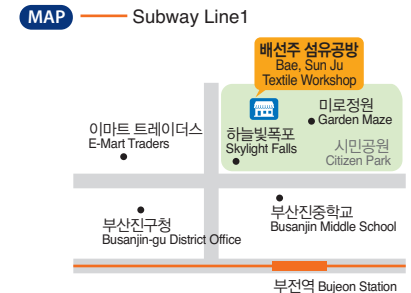 MAP Subway Line1
배선주 섬유공방
Bae, Sun Ju
Textile Workshop
미로정원
Garden Maze
이마트 트레이더스
E-Mart Traders
하늘빛폭포
Skylight Falls
시민공원
Citizen Park
부산진구청
Busanjin-gu District Office
부산진중학교
Busanjin Middle School
부전역 Bujeon Station